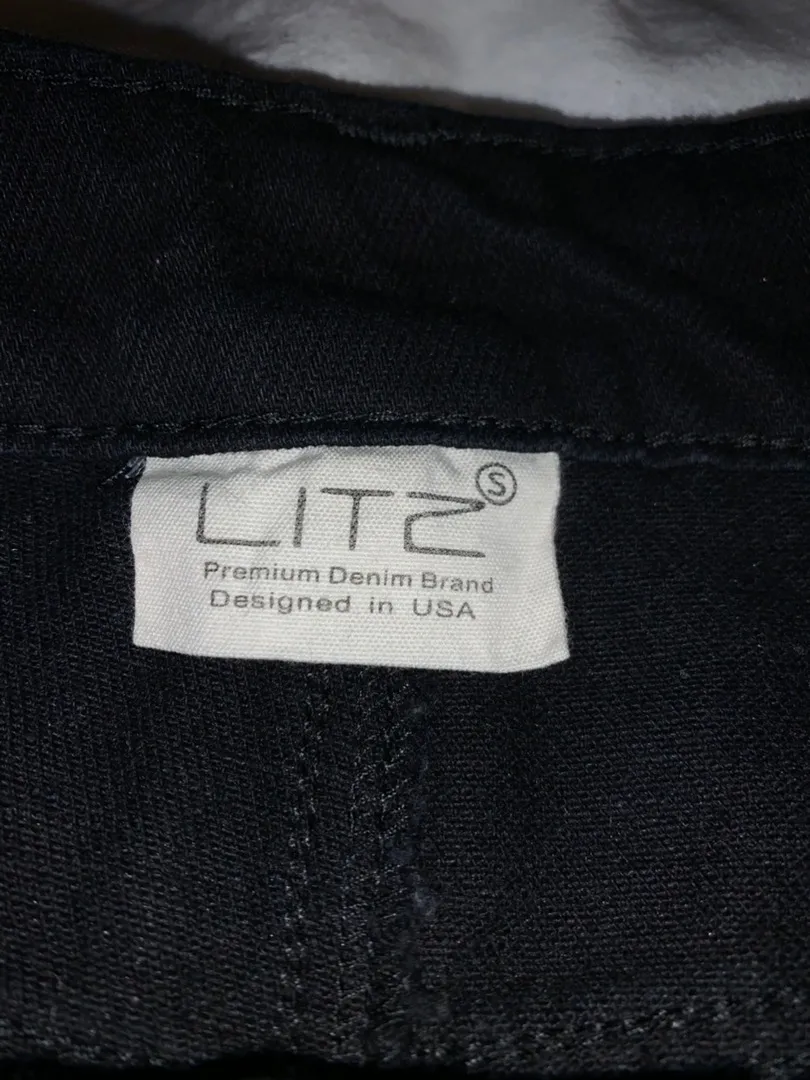 LITZ Ⓢ
Premium Denim Brand
Designed in USA